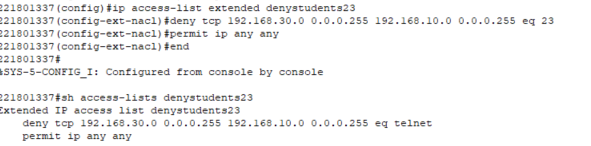 221801337(config)#ip access-list extended denystudents23
221801337(config-ext-nacl)#deny tcp 192.168.30.0 0.0.0.255 192.168.10.0 0.0.0.255 eq 23
221801337(config-ext-nacl)#permit ip any any
221801337(config-ext-nacl)#end
221801337#
%SYS-5-CONFIG_I: Configured from console by console
221801337#sh access-lists denystudents23
Extended IP access list denystudents23
deny tcp 192.168.30.0 0.0.0.255 192.168.10.0 0.0.0.255 eq telnet
permit ip any any